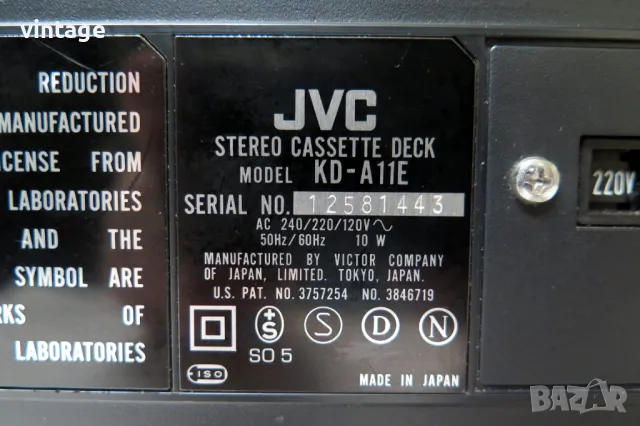 vintage_
REDUCTION
MANUFACTURED
ICENSE FROM
LABORATORIES
AND THE
SYMBOL ARE
RKS OF
LABORATORIES
JVC
STEREO CASSETTE DECK
MODEL KD-A11E
SERIAL NO. 12581443
AC 240/220/120V~
50Hz/60Hz 10 W
MANUFACTURED BY VICTOR COMPANY
OF JAPAN, LIMITED. TOKYO, JAPAN.
U.S. PAT. NO. 3757254 NO. 3846719
+S S D N
SO 5
ISO
MADE IN JAPAN
220V
BAZAR